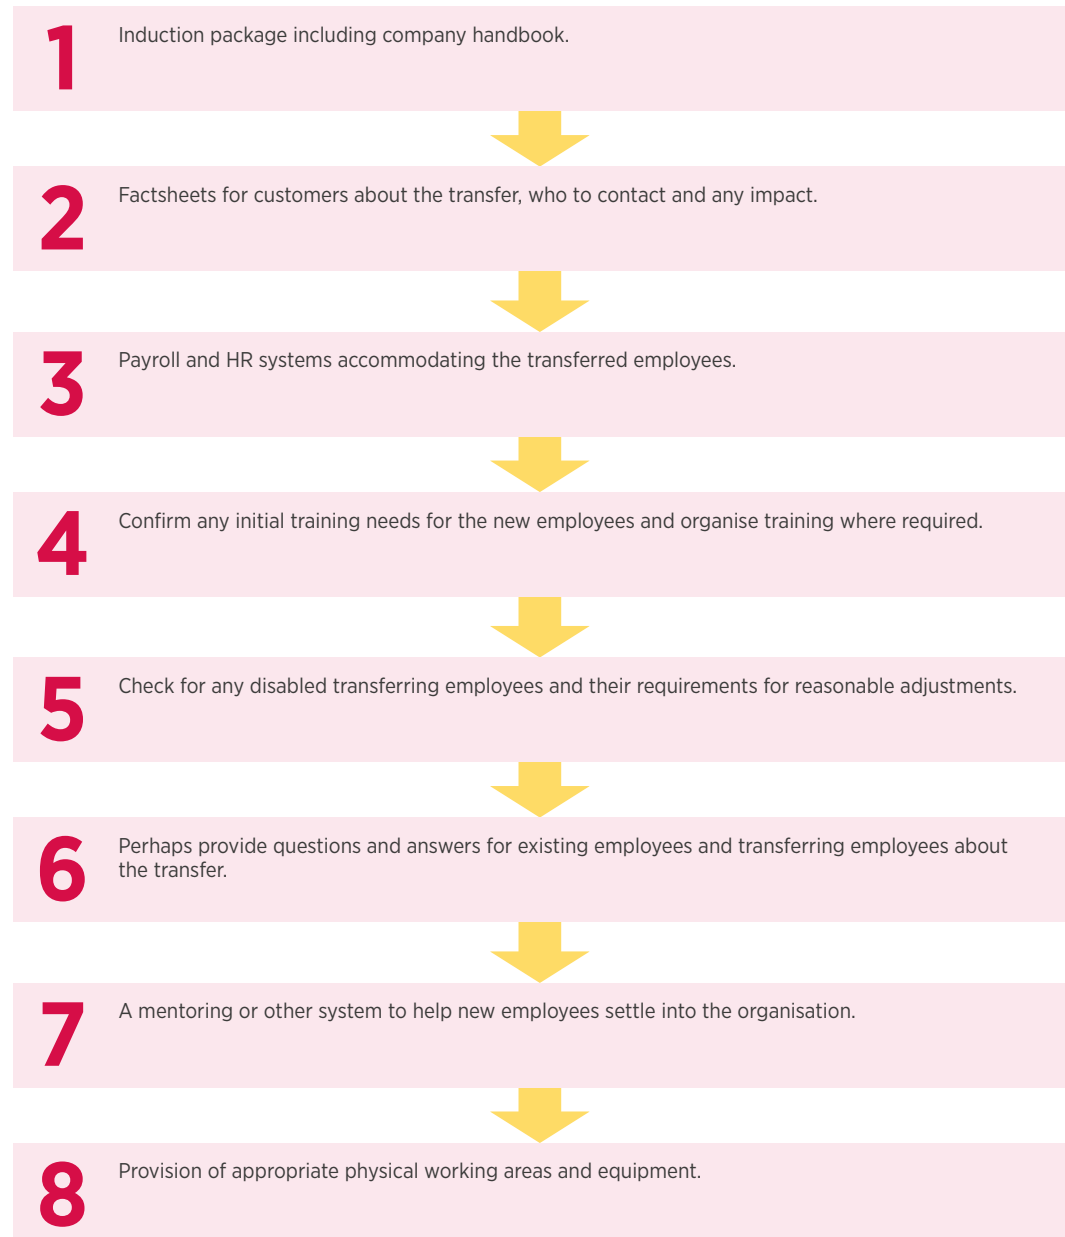 1
Induction package including company handbook.
2
Factsheets for customers about the transfer, who to contact and any impact.
3
Payroll and HR systems accommodating the transferred employees.
4
Confirm any initial training needs for the new employees and organise training where required.
5
Check for any disabled transferring employees and their requirements for reasonable adjustments.
6
Perhaps provide questions and answers for existing employees and transferring employees about
the transfer.
7
A mentoring or other system to help new employees settle into the organisation.
8
Provision of appropriate physical working areas and equipment.